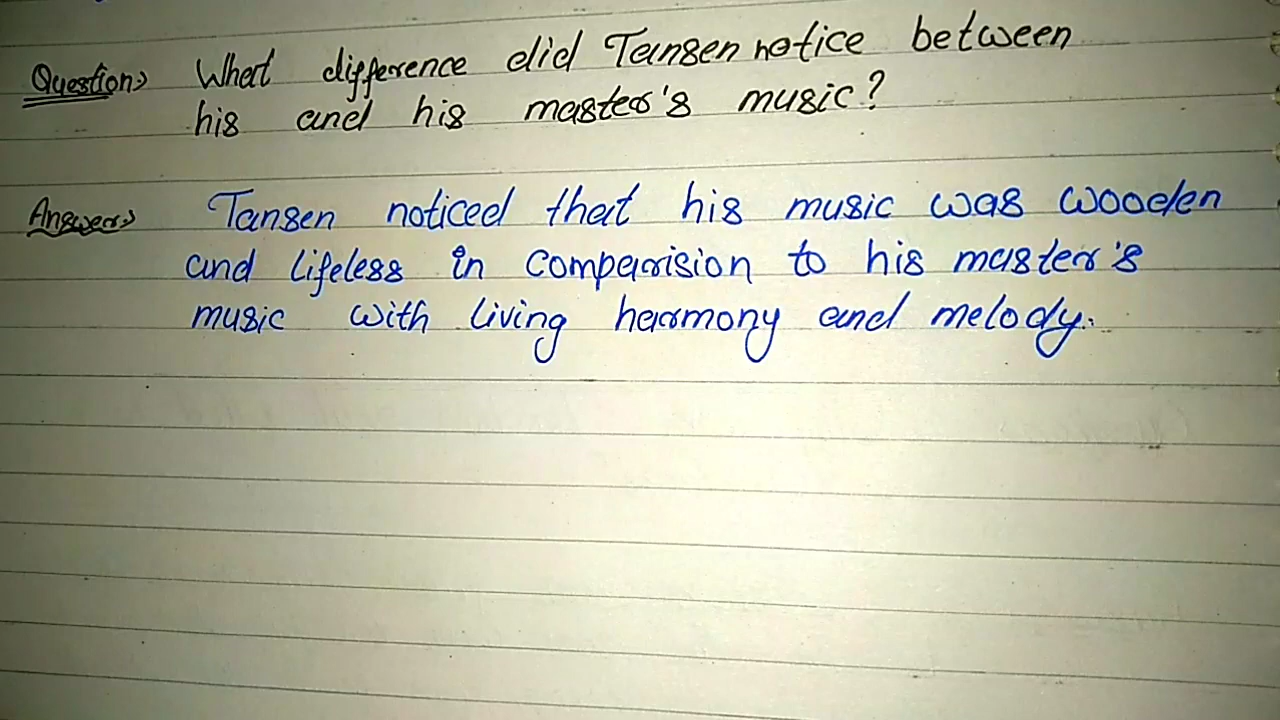 Question→ What difference did Tansen notice between
his and his master's music?
Answer→ Tansen noticed that his music was wooden
and lifeless in comparision to his master's
music with living harmony and melody.